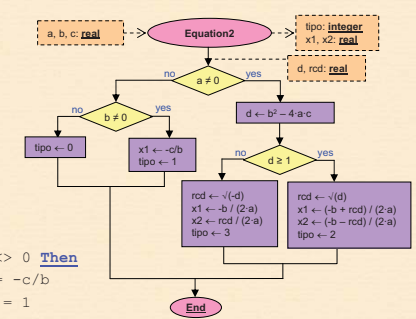 a, b, c: real
Equation2
tipo: integer
x1, x2: real
d, rcd: real
no
a ≠ 0
yes
no
b ≠ 0
yes
d ← b² – 4·a·c
tipo ← 0
x1 ← -c/b
tipo ← 1
no
d ≥ 1
yes
rcd ← √(-d)
x1 ← -b / (2·a)
x2 ← rcd / (2·a)
tipo ← 3
rcd ← √(d)
x1 ← (-b + rcd) / (2·a)
x2 ← (-b – rcd) / (2·a)
tipo ← 2
> 0 Then
= -c/b
= 1
End